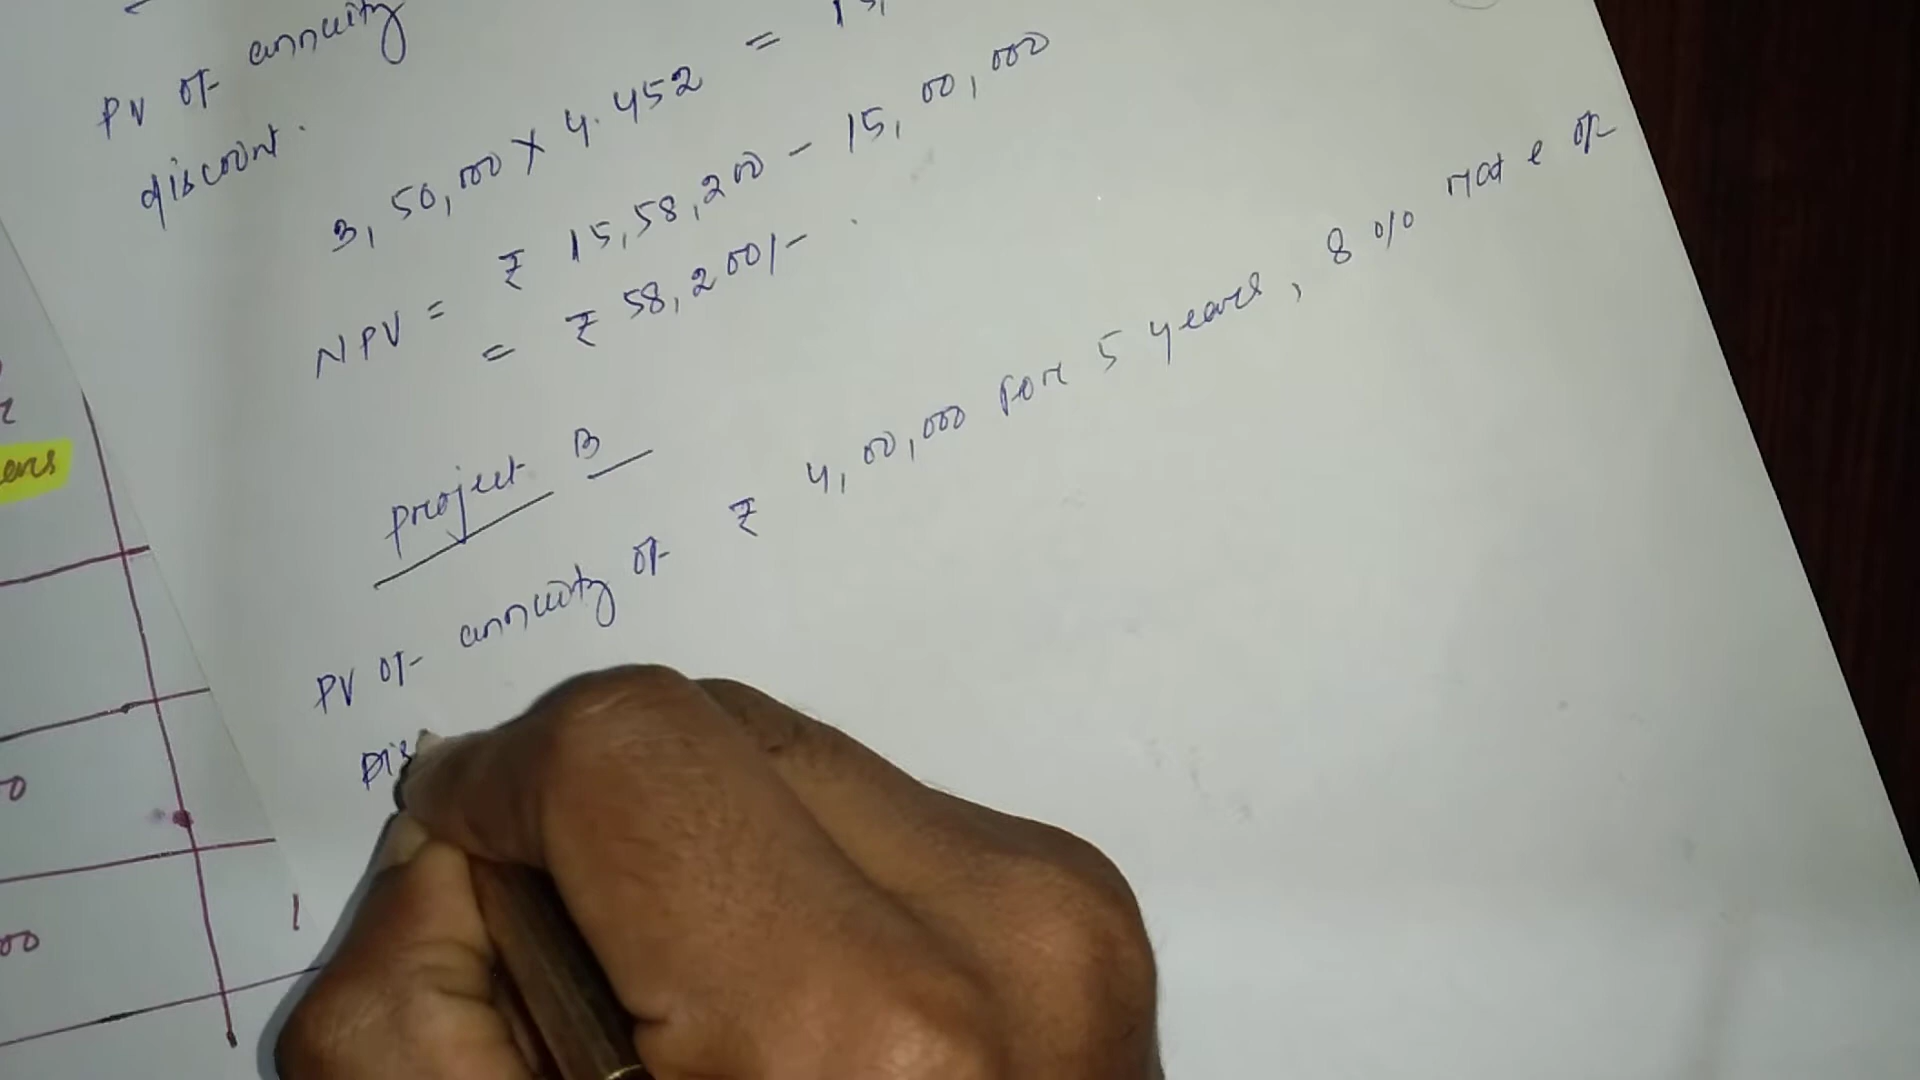 PV of annuity
discount.
3,50,000 X 4.452 =
NPV = ₹ 15,58,200 - 15,00,000
= ₹ 58,200/-
Project B
PV of annuity of ₹ 4,00,000 for 5 years, 8 % rate of
Dis